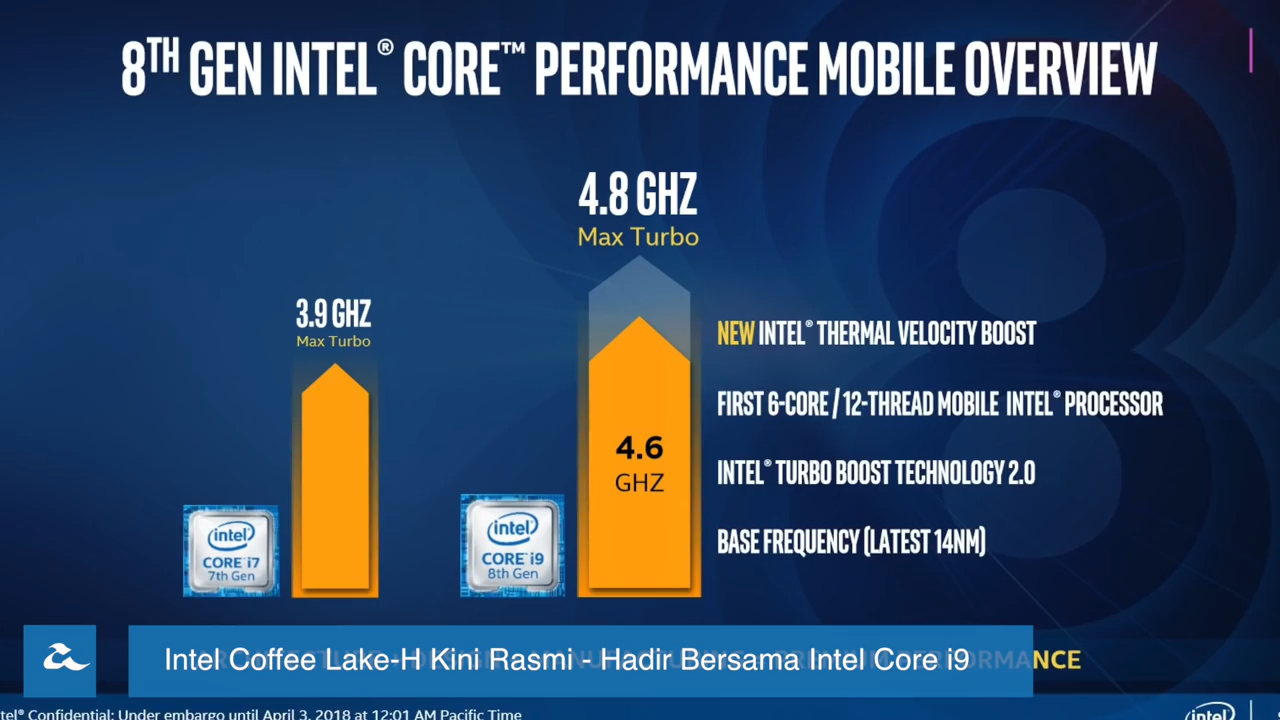 8TH GEN INTEL® CORE™ PERFORMANCE MOBILE OVERVIEW
4.8 GHZ
Max Turbo
3.9 GHZ
Max Turbo
NEW INTEL® THERMAL VELOCITY BOOST
FIRST 6-CORE / 12-THREAD MOBILE INTEL® PROCESSOR
4.6
GHZ
INTEL® TURBO BOOST TECHNOLOGY 2.0
BASE FREQUENCY (LATEST 14NM)
intel
CORE i7
7th Gen
intel
CORE i9
8th Gen
Intel Coffee Lake-H Kini Rasmi - Hadir Bersama Intel Core i9
tel® Confidential: Under embargo until April 3, 2018 at 12:01 AM Pacific Time
intel